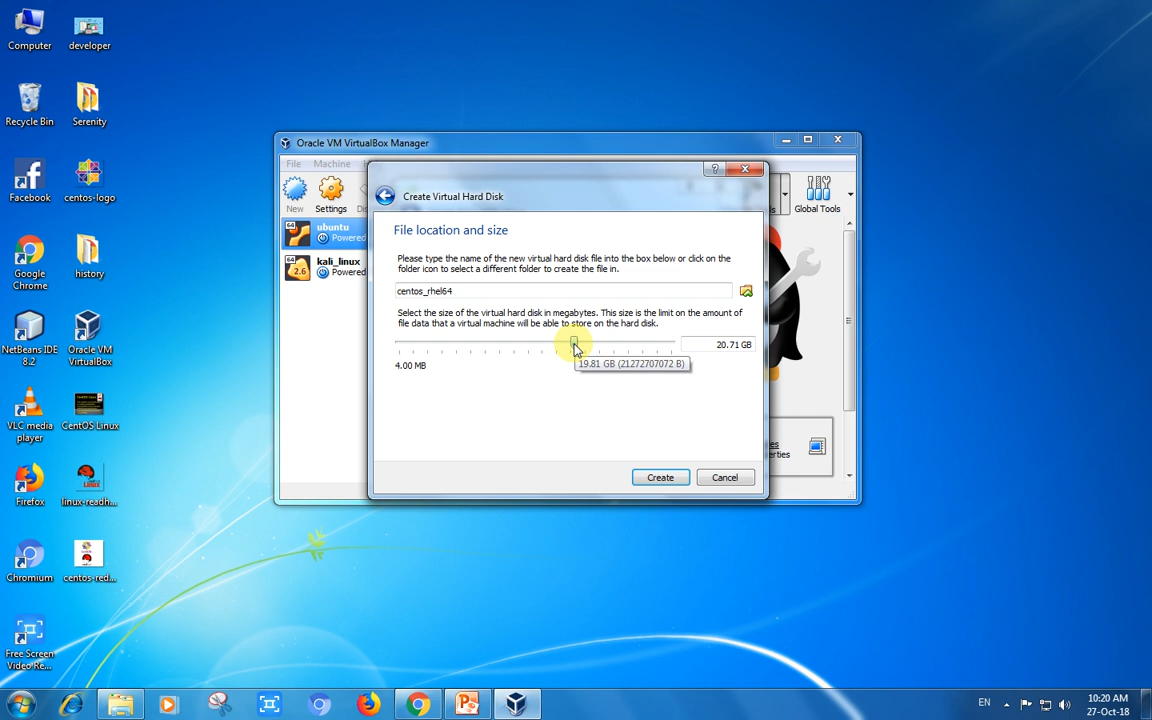 Computer
developer
Recycle Bin
Serenity
Facebook
centos-logo
Google
Chrome
history
NetBeans IDE
8.2
Oracle VM
VirtualBox
VLC media
player
CentOS Linux
Firefox
linux-readh...
Chromium
centos-red...
Free Screen
Video Re...
Oracle VM VirtualBox Manager
File Machine
New
Settings
Global Tools
64
ubuntu
Powered
64
2.6
kali_linux
Powered
?
Create Virtual Hard Disk
File location and size
Please type the name of the new virtual hard disk file into the box below or click on the
folder icon to select a different folder to create the file in.
centos_rhel64
Select the size of the virtual hard disk in megabytes. This size is the limit on the amount of
file data that a virtual machine will be able to store on the hard disk.
20.71 GB
19.81 GB (21272707072 B)
4.00 MB
Create
Cancel
EN
10:20 AM
27-Oct-18